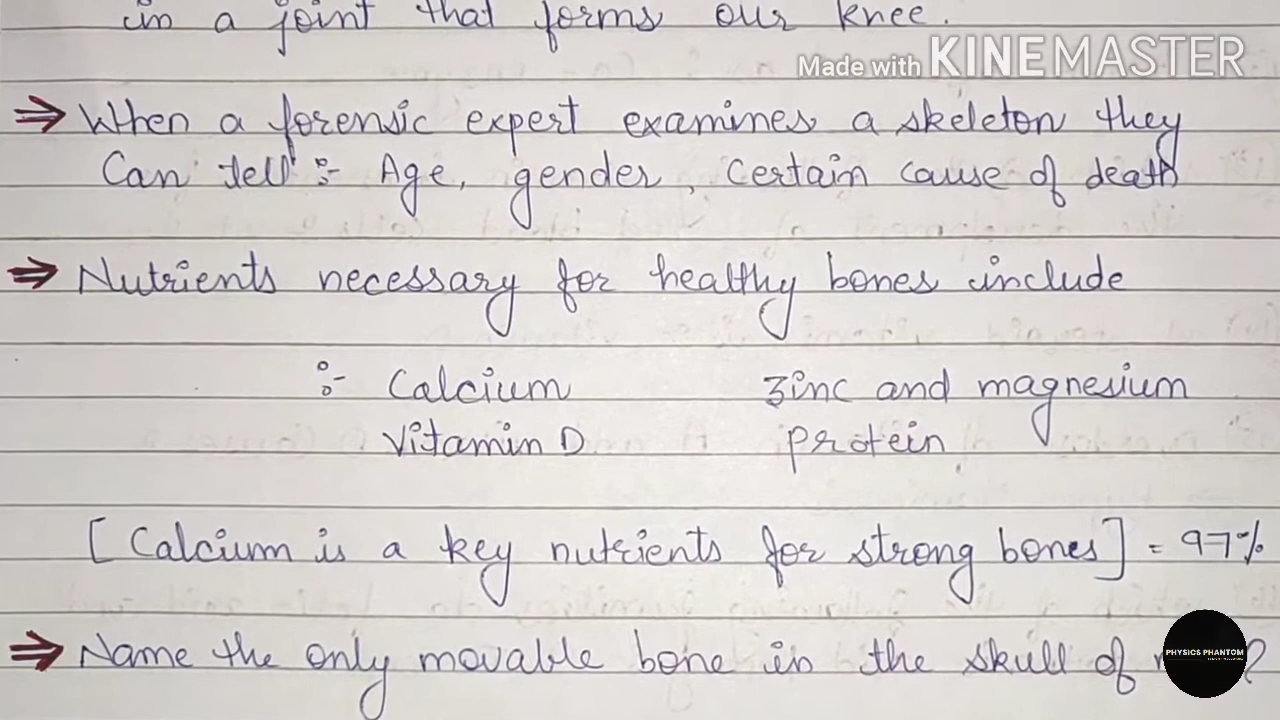 in a joint that forms our knee.
Made with KINEMASTER
⇒ When a forensic expert examines a skeleton they
Can tell :- Age, gender, certain cause of death
⇒ Nutrients necessary for healthy bones include
:- Calcium zinc and magnesium
Vitamin D protein
[Calcium is a key nutrients for strong bones] = 97%
⇒ Name the only movable bone in the skull of ?
PHYSICS PHANTOM